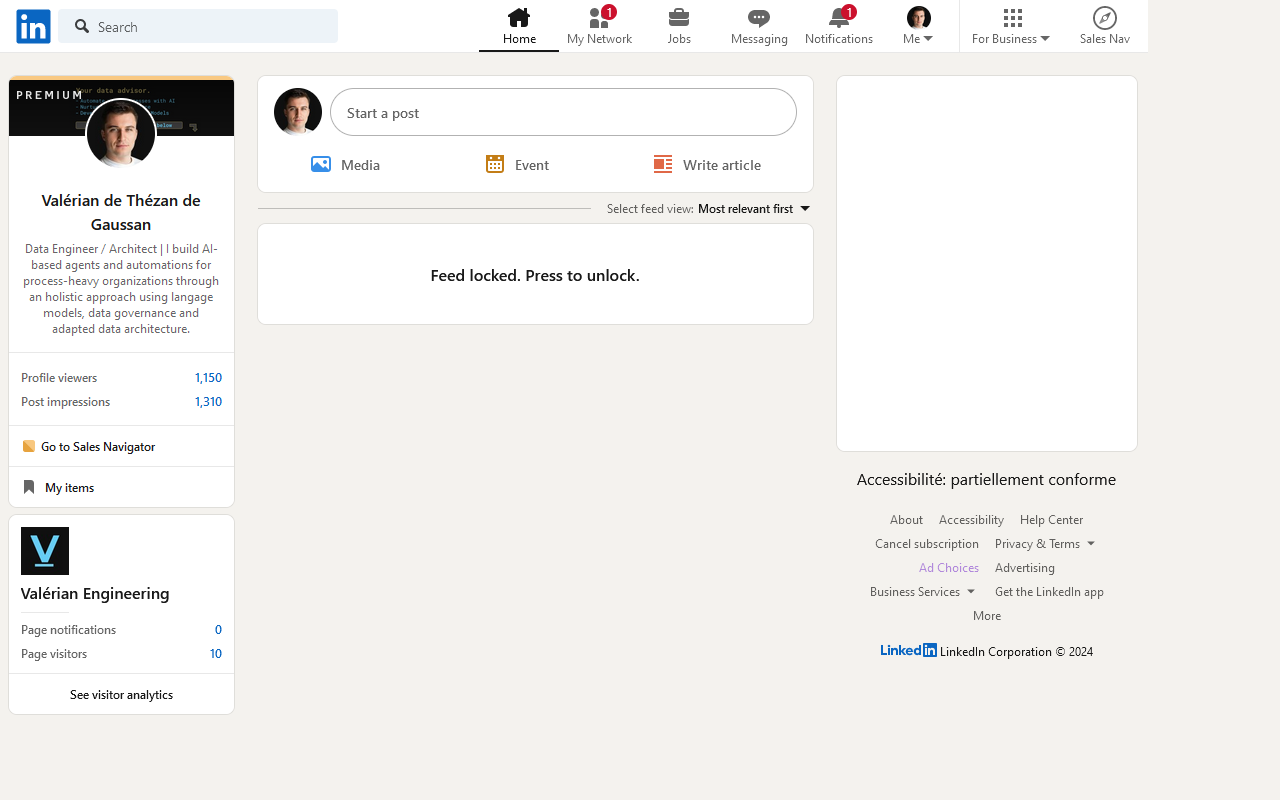 in
Search
Home
1
My Network
Jobs
Messaging
1
Notifications
Me
For Business
Sales Nav
PREMIUM
Your data advisor.
Valérian de Thézan de
Gaussan
Data Engineer / Architect | I build AI-
based agents and automations for
process-heavy organizations through
an holistic approach using langage
models, data governance and
adapted data architecture.
Profile viewers 1,150
Post impressions 1,310
Go to Sales Navigator
My items
V
Valérian Engineering
Page notifications 0
Page visitors 10
See visitor analytics
Start a post
Media
Event
Write article
Select feed view: Most relevant first
Feed locked. Press to unlock.
Accessibilité: partiellement conforme
About Accessibility Help Center
Cancel subscription Privacy & Terms
Ad Choices Advertising
Business Services Get the LinkedIn app
More
LinkedIn LinkedIn Corporation © 2024